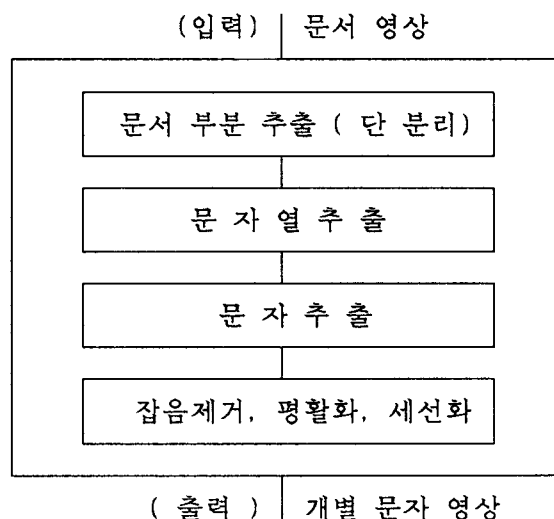 (입력) 문서 영상
문서 부분 추출 ( 단 분리)
문 자 열 추 출
문 자 추 출
잡음제거, 평활화, 세선화
( 출력 ) 개별 문자 영상